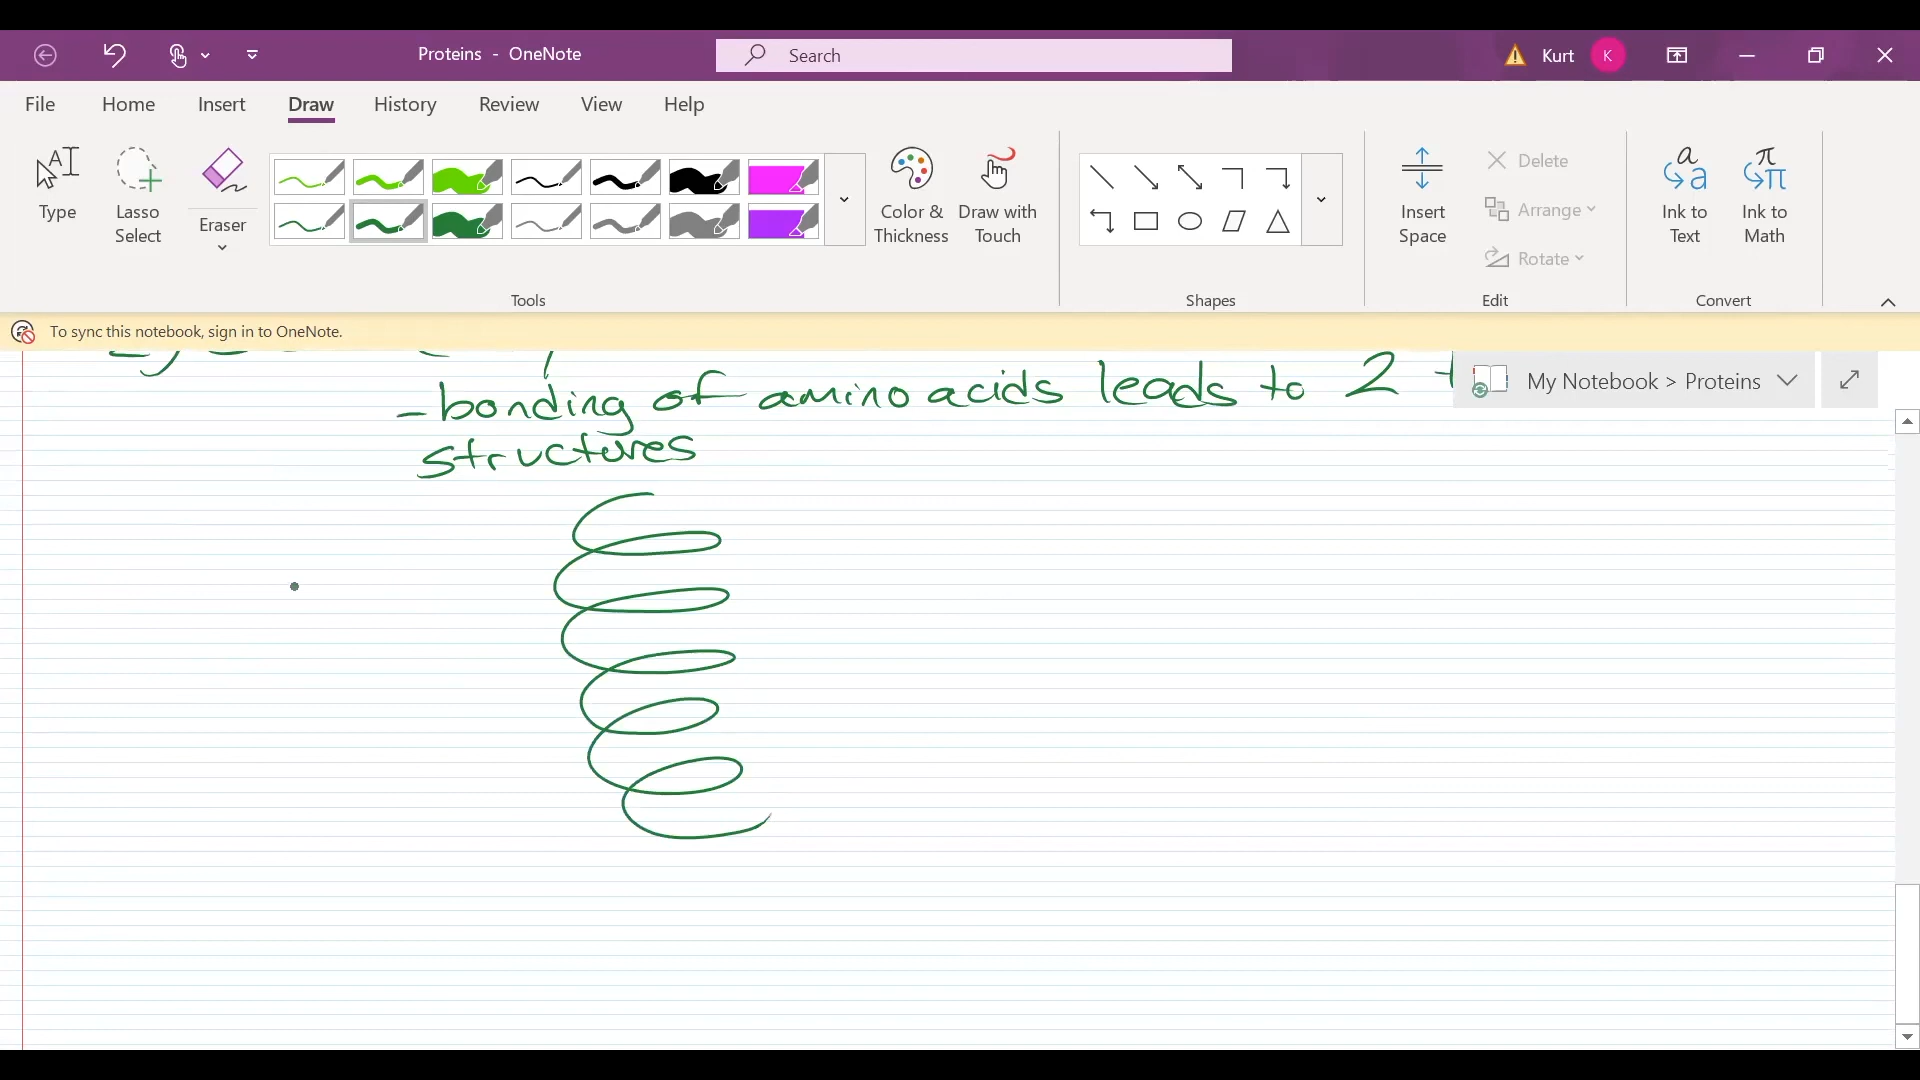 Proteins - OneNote
Search
Kurt
K
File
Home
Insert
Draw
History
Review
View
Help
Type
Lasso
Select
Eraser
Color &
Thickness
Draw with
Touch
Tools
Shapes
Insert
Space
Delete
Arrange
Rotate
Edit
Ink to
Text
Ink to
Math
Convert
To sync this notebook, sign in to OneNote.
My Notebook > Proteins
- bonding of amino acids leads to 2
structures